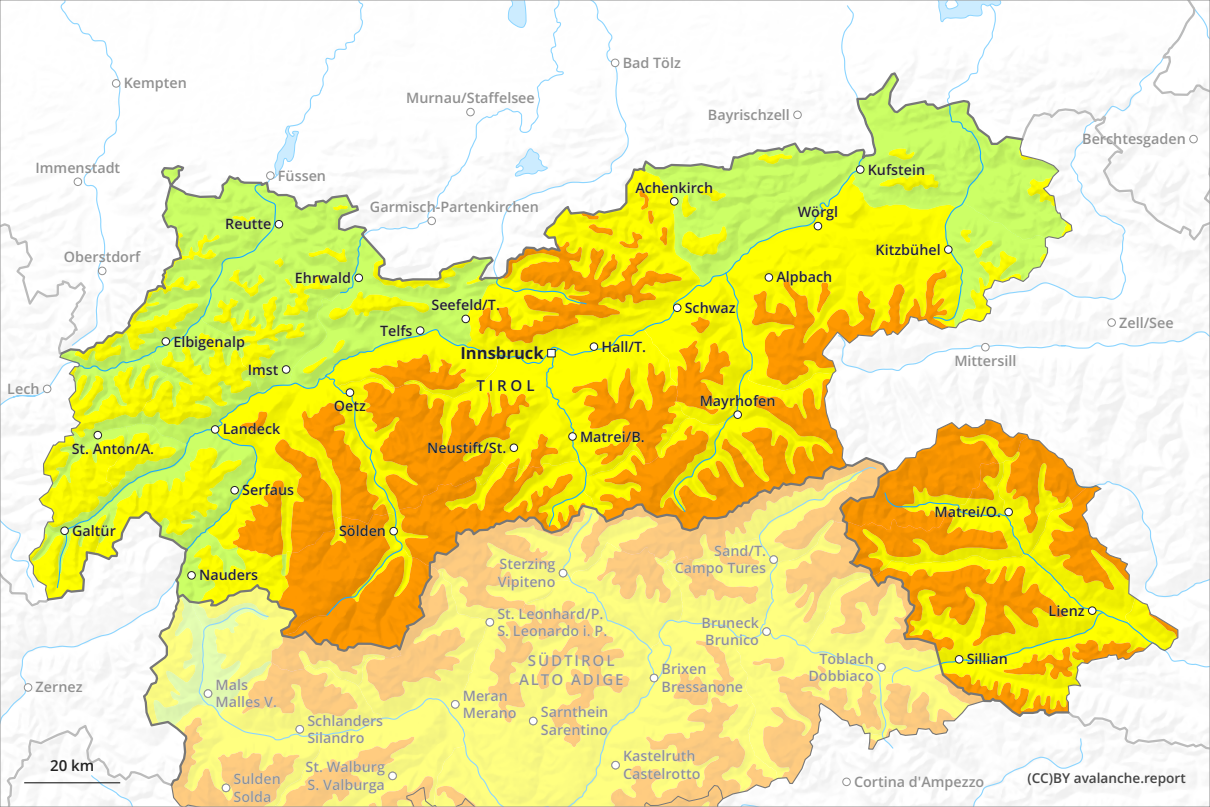 Kempten
Bad Tölz
Murnau/Staffelsee
Bayrischzell
Berchtesgaden
Immenstadt
Füssen
Kufstein
Achenkirch
Garmisch-Partenkirchen
Wörgl
Reutte
Kitzbühel
Oberstdorf
Ehrwald
Alpbach
Seefeld/T.
Schwaz
Telfs
Zell/See
Elbigenalp
Innsbruck
Hall/T.
Mittersill
Imst
TIROL
Lech
Oetz
Mayrhofen
Landeck
Matrei/B.
St. Anton/A.
Neustift/St.
Serfaus
Matrei/O.
Galtür
Sölden
Sterzing
Vipiteno
Sand/T.
Campo Tures
Nauders
Lienz
St. Leonhard/P.
S. Leonardo i. P.
Bruneck
Brunico
SÜDTIROL
ALTO ADIGE
Sillian
Toblach
Dobbiaco
Brixen
Bressanone
Zernez
Mals
Malles V.
Meran
Merano
Sarnthein
Sarentino
Schlanders
Silandro
Kastelruth
Castelrotto
St. Walburg
S. Valburga
20 km
Sulden
Solda
Cortina d'Ampezzo
(CC)BY avalanche.report